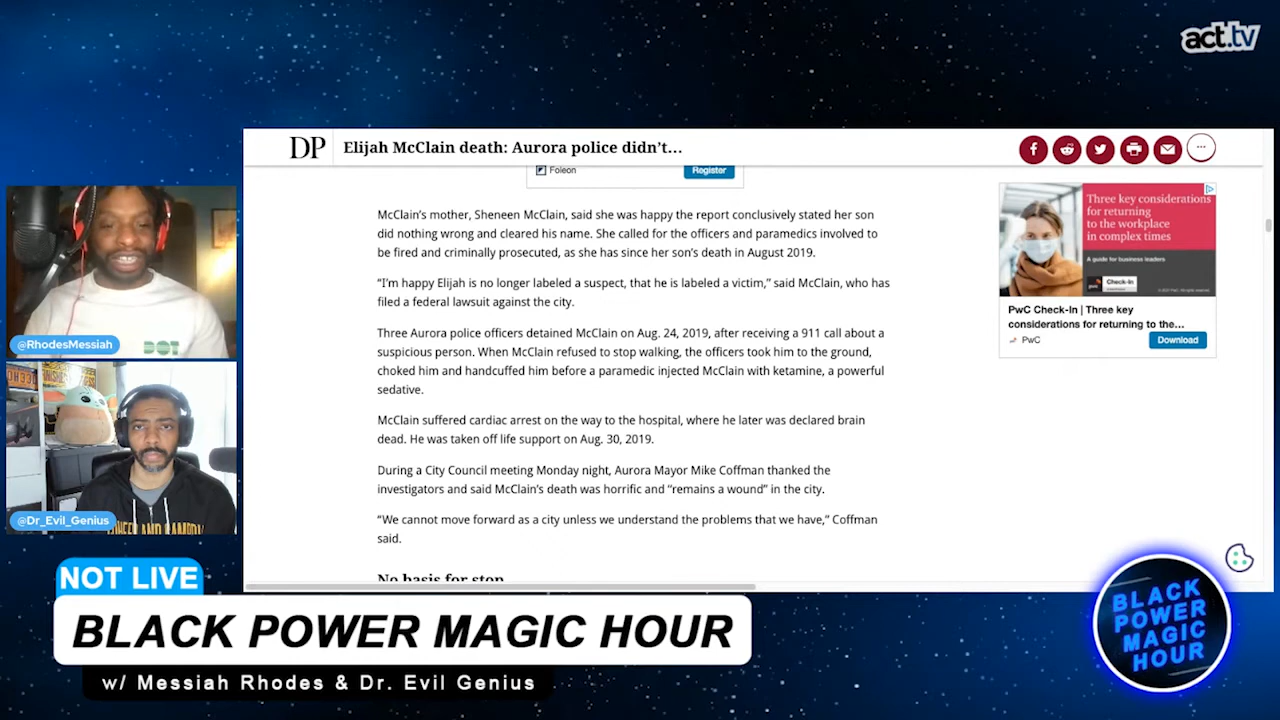 act.tv
DP
Elijah McClain death: Aurora police didn't...
Foleon
Register
McClain's mother, Sheneen McClain, said she was happy the report conclusively stated her son
did nothing wrong and cleared his name. She called for the officers and paramedics involved to
be fired and criminally prosecuted, as she has since her son's death in August 2019.
"I'm happy Elijah is no longer labeled a suspect, that he is labeled a victim," said McClain, who has
filed a federal lawsuit against the city.
Three Aurora police officers detained McClain on Aug. 24, 2019, after receiving a 911 call about a
suspicious person. When McClain refused to stop walking, the officers took him to the ground,
choked him and handcuffed him before a paramedic injected McClain with ketamine, a powerful
sedative.
McClain suffered cardiac arrest on the way to the hospital, where he later was declared brain
dead. He was taken off life support on Aug. 30, 2019.
During a City Council meeting Monday night, Aurora Mayor Mike Coffman thanked the
investigators and said McClain's death was horrific and "remains a wound" in the city.
"We cannot move forward as a city unless we understand the problems that we have," Coffman
said.
No basis for stop
Three key considerations
for returning
to the workplace
in complex times
A guide for business leaders
pwc
Check-In
PwC Check-In | Three key
considerations for returning to the...
PwC
Download
@RhodesMessiah
DOT
@Dr_Evil_Genius
NOT LIVE
BLACK POWER MAGIC HOUR
w/ Messiah Rhodes & Dr. Evil Genius
BLACK
POWER
MAGIC
HOUR